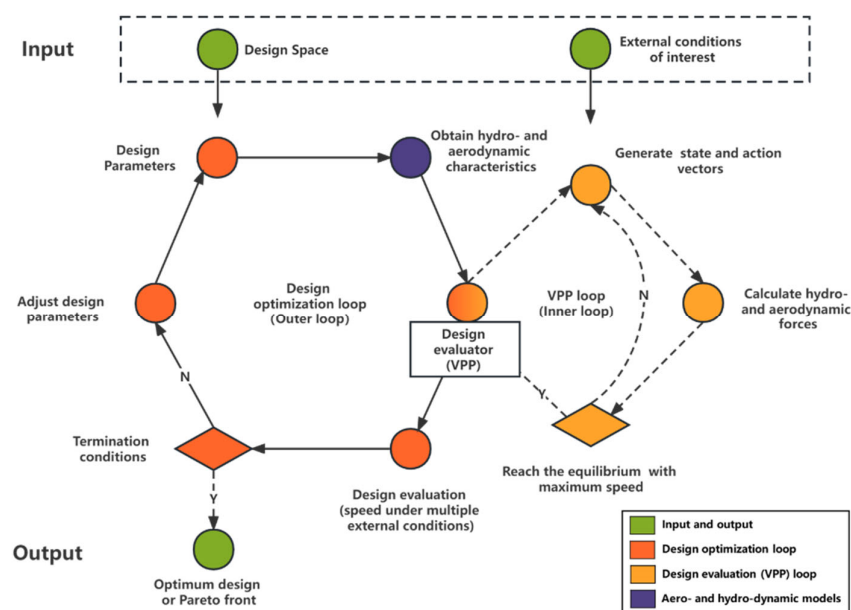 Input
Design Space
External conditions
of interest
Design
Parameters
Obtain hydro- and
aerodynamic
characteristics
Generate state and action
vectors
Adjust design
parameters
Design
optimization loop
(Outer loop)
VPP loop
(Inner loop)
N
Calculate hydro-
and aerodynamic
forces
Design
evaluator
(VPP)
N
Y
Termination
conditions
Reach the equilibrium with
maximum speed
Design evaluation
(speed under multiple
external conditions)
Y
Output
Optimum design
or Pareto front
Input and output
Design optimization loop
Design evaluation (VPP) loop
Aero- and hydro-dynamic models